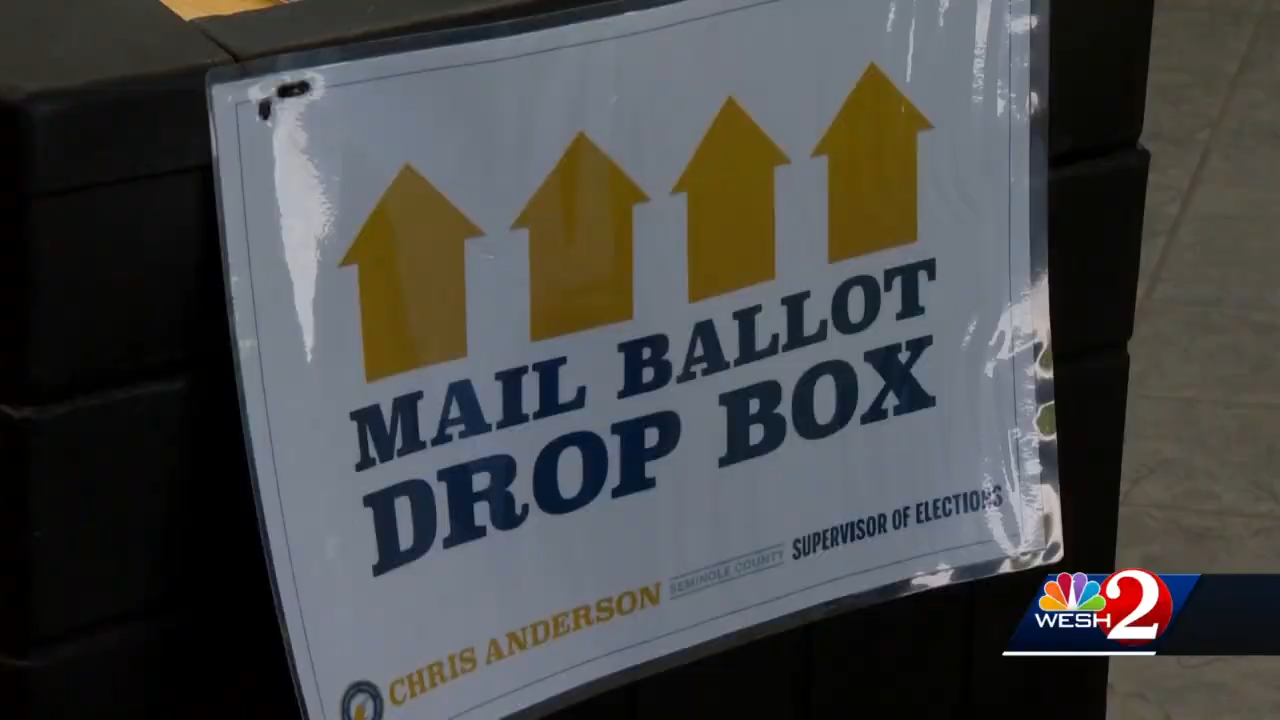 MAIL BALLOT
DROP BOX
CHRIS ANDERSON SEMINOLE COUNTY SUPERVISOR OF ELECTIONS
WESH 2